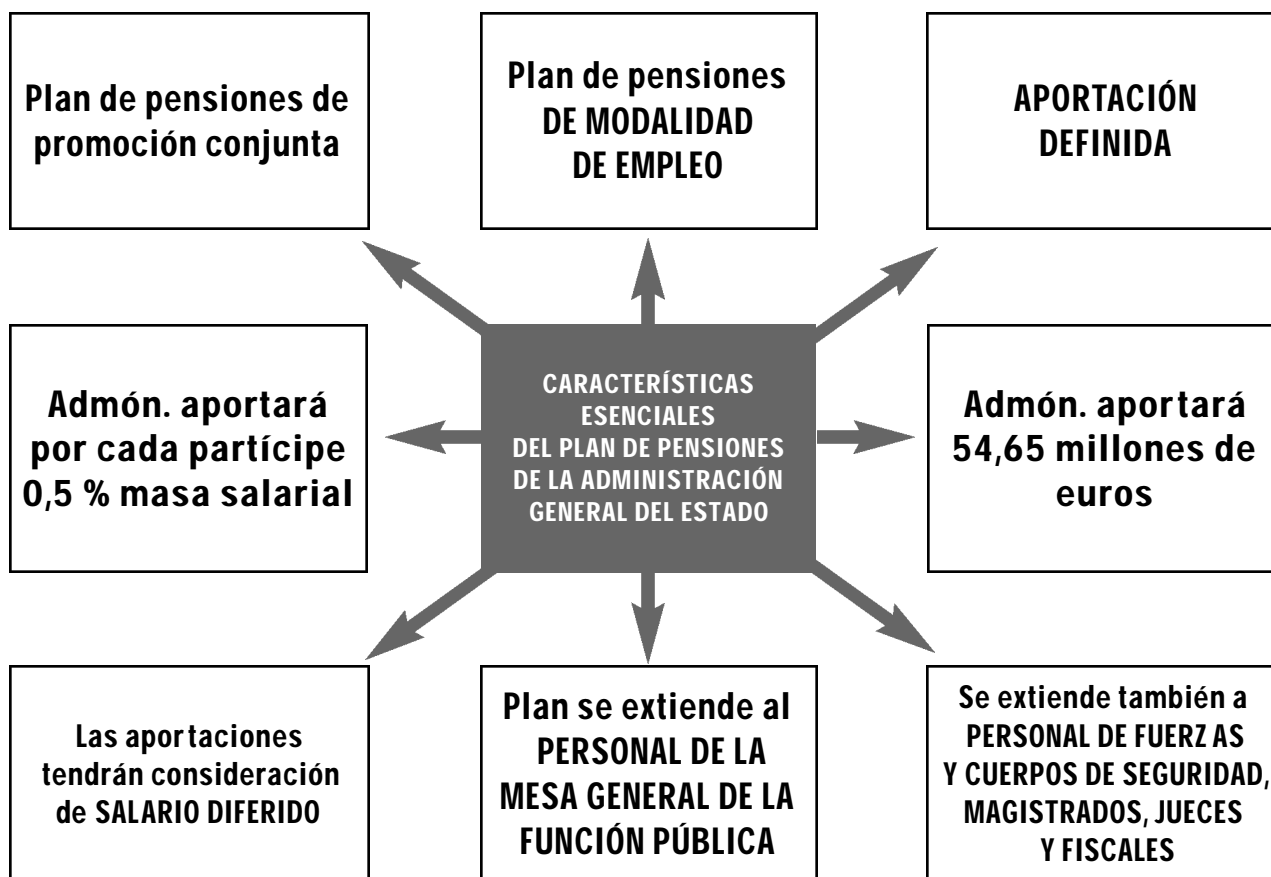 Plan de pensiones de
promoción conjunta
Plan de pensiones
DE MODALIDAD
DE EMPLEO
APORTACIÓN
DEFINIDA
Admón. aportará
por cada partícipe
0,5 % masa salarial
CARACTERÍSTICAS
ESENCIALES
DEL PLAN DE PENSIONES
DE LA ADMINISTRACIÓN
GENERAL DEL ESTADO
Admón. aportará
54,65 millones de
euros
Las aportaciones
tendrán consideración
de SALARIO DIFERIDO
Plan se extiende al
PERSONAL DE LA
MESA GENERAL DE LA
FUNCIÓN PÚBLICA
Se extiende también a
PERSONAL DE FUERZ AS
Y CUERPOS DE SEGURIDAD,
MAGISTRADOS, JUECES
Y FISCALES